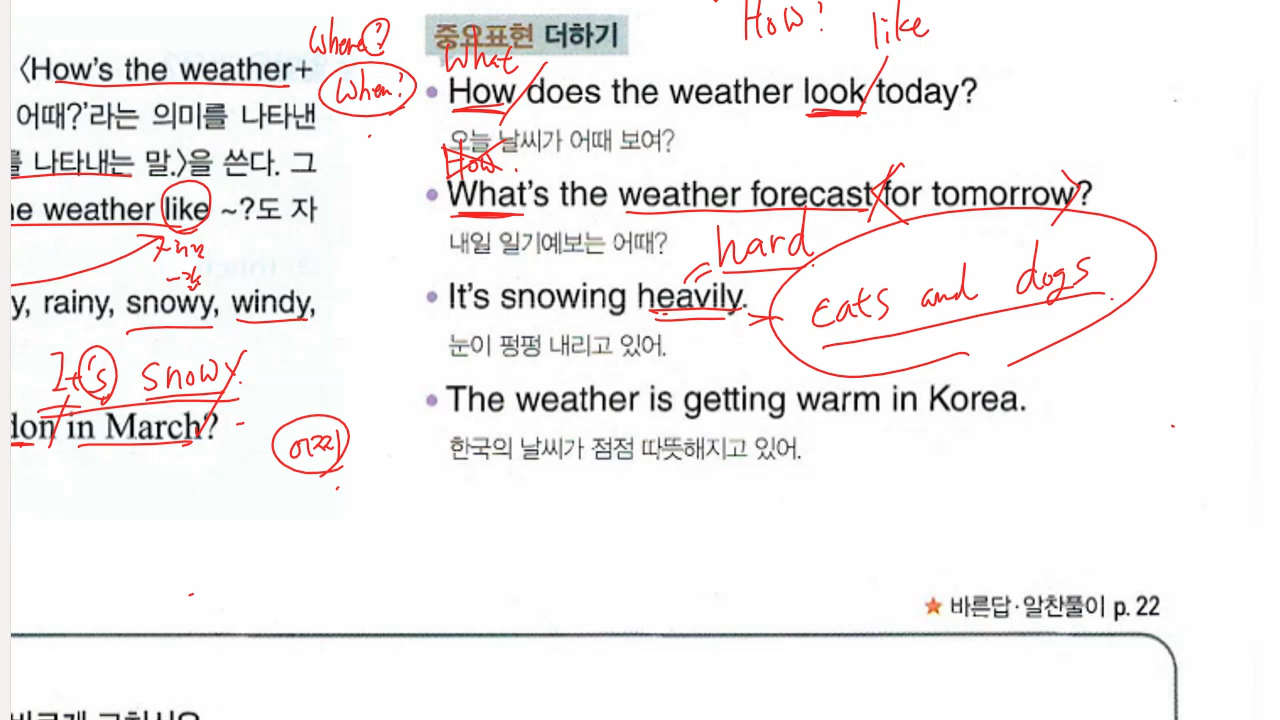 〈How's the weather+
어때?'라는 의미를 나타낸
를 나타내는 말.〉을 쓴다. 그
ne weather like ~?도 자
y, rainy, snowy, windy,
It's snowy.
don in March?
어찌
Where?
When?
How?
like
중요표현 더하기
What
How does the weather look today?
오늘 날씨가 어때 보여?
How
What's the weather forecast for tomorrow?
내일 일기예보는 어때?
hard
It's snowing heavily.
cats and dogs
눈이 펑펑 내리고 있어.
The weather is getting warm in Korea.
한국의 날씨가 점점 따뜻해지고 있어.
★ 바른답·알찬풀이 p. 22